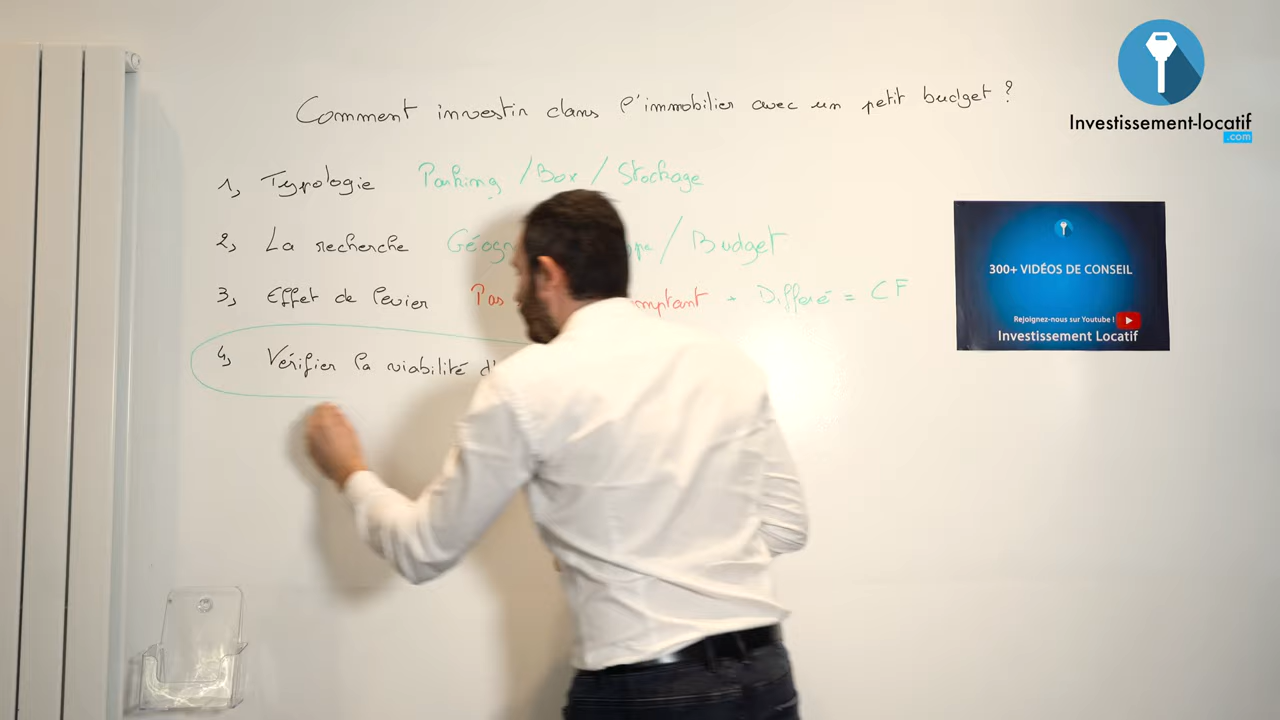 Comment investir dans l'immobilier avec un petit budget ?
1, Typologie Parking / Box / Stockage
2, La recherche / Budget
3, Effet de levier Pas + Différé = CF
4, Vérifier la viabilité
Investissement-locatif
.com
300+ VIDÉOS DE CONSEIL
Rejoignez-nous sur Youtube !
Investissement Locatif